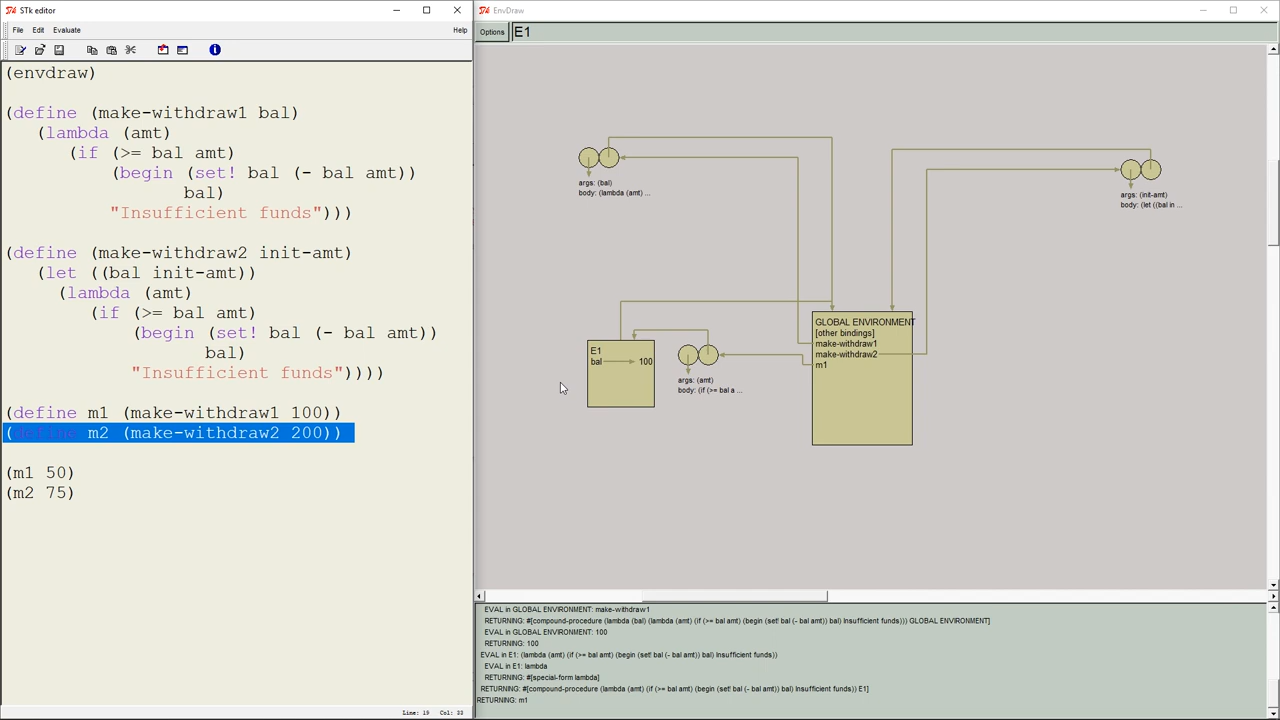 STk editor
File Edit Evaluate Help
(envdraw)
(define (make-withdraw1 bal)
(lambda (amt)
(if (>= bal amt)
(begin (set! bal (- bal amt))
bal)
"Insufficient funds")))
(define (make-withdraw2 init-amt)
(let ((bal init-amt))
(lambda (amt)
(if (>= bal amt)
(begin (set! bal (- bal amt))
bal)
"Insufficient funds"))))
(define m1 (make-withdraw1 100))
(define m2 (make-withdraw2 200))
(m1 50)
(m2 75)
Line: 19 Col: 33
EnvDraw
Options E1
args: (bal)
body: (lambda (amt) ...
args: (init-amt)
body: (let ((bal in ...
GLOBAL ENVIRONMENT
[other bindings]
make-withdraw1
make-withdraw2
m1
E1
bal 100
args: (amt)
body: (if (>= bal a ...
EVAL in GLOBAL ENVIRONMENT: make-withdraw1
RETURNING: #[compound-procedure (lambda (bal) (lambda (amt) (if (>= bal amt) (begin (set! bal (- bal amt)) bal) Insufficient funds))) GLOBAL ENVIRONMENT]
EVAL in GLOBAL ENVIRONMENT: 100
RETURNING: 100
EVAL in E1: (lambda (amt) (if (>= bal amt) (begin (set! bal (- bal amt)) bal) Insufficient funds))
EVAL in E1: lambda
RETURNING: #[special-form lambda]
RETURNING: #[compound-procedure (lambda (amt) (if (>= bal amt) (begin (set! bal (- bal amt)) bal) Insufficient funds)) E1]
RETURNING: m1